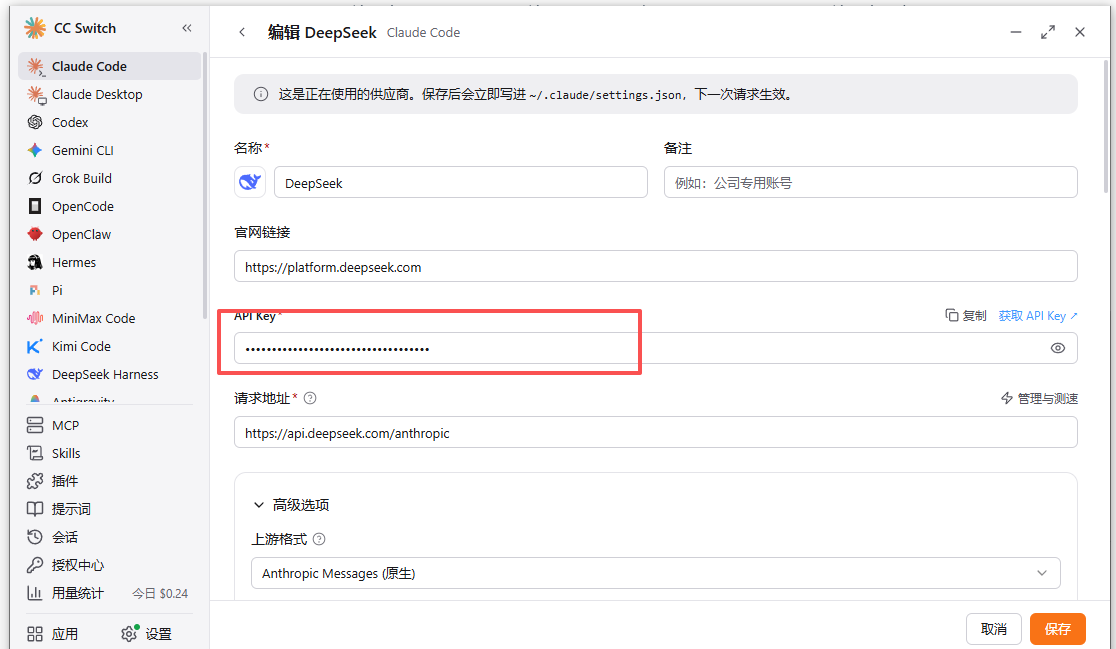 CC Switch
Claude Code
Claude Desktop
Codex
Gemini CLI
Grok Build
OpenCode
OpenClaw
Hermes
Pi
MiniMax Code
Kimi Code
DeepSeek Harness
Antigravity
MCP
Skills
插件
提示词
会话
授权中心
用量统计 今日 $0.24
应用 设置
编辑 DeepSeek Claude Code
这是正在使用的供应商。保存后会立即写进 ~/.claude/settings.json，下一次请求生效。
名称* 备注
DeepSeek 例如：公司专用账号
官网链接
https://platform.deepseek.com
API Key* 复制 获取 API Key ↗
••••••••••••••••••••••••••••••••••• 
请求地址* 管理与测速
https://api.deepseek.com/anthropic
高级选项
上游格式
Anthropic Messages (原生)
取消 保存